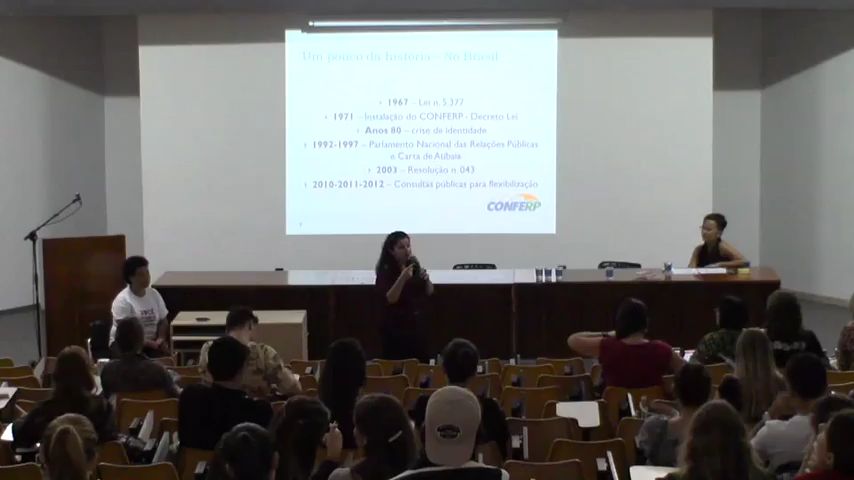 Um pouco da história - No Brasil
1967 – Lei n. 5.377
1971 – Instalação do CONFERP - Decreto Lei
Anos 80 – crise de identidade
1992-1997 – Parlamento Nacional das Relações Públicas
e Carta de Atibaia
2003 – Resolução n. 043
2010-2011-2012 – Consultas públicas para flexibilização
CONFERP